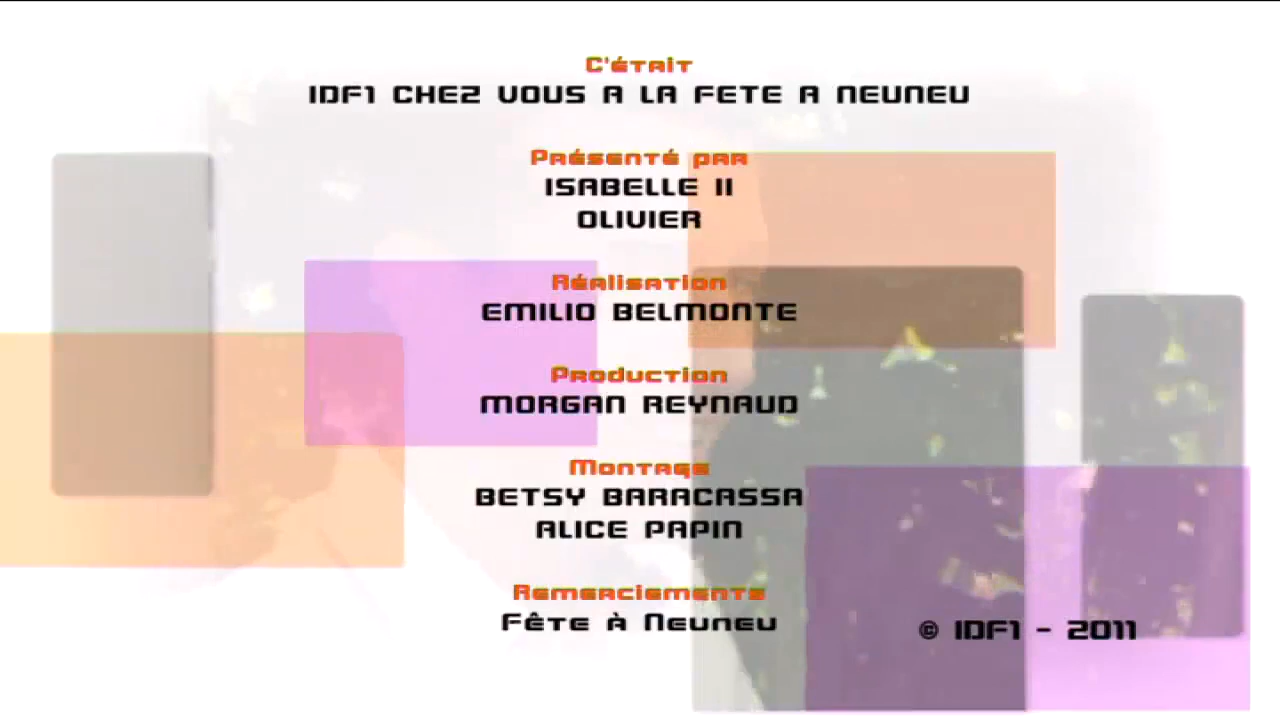 C'était
IDF1 CHEZ VOUS A LA FETE A NEUNEU
Présenté par
ISABELLE II
OLIVIER
Réalisation
EMILIO BELMONTE
Production
MORGAN REYNAUD
Montage
BETSY BARACASSA
ALICE PAPIN
Remerciements
Fête à Neuneu
© IDF1 - 2011